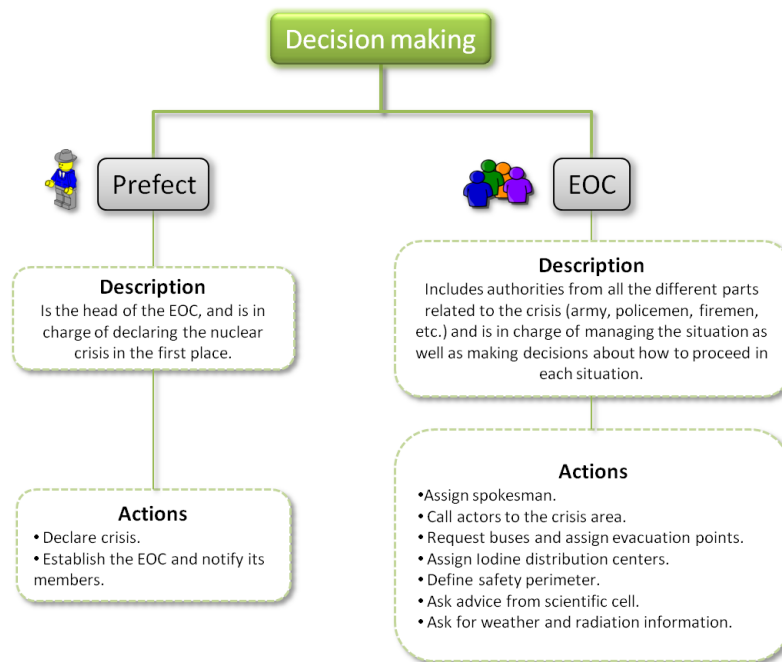 Decision making
Prefect
Description
Is the head of the EOC, and is in
charge of declaring the nuclear
crisis in the first place.
Actions
• Declare crisis.
• Establish the EOC and notify its
members.
EOC
Description
Includes authorities from all the different parts
related to the crisis (army, policemen, firemen,
etc.) and is in charge of managing the situation as
well as making decisions about how to proceed in
each situation.
Actions
•Assign spokesman.
•Call actors to the crisis area.
•Request buses and assign evacuation points.
•Assign Iodine distribution centers.
•Define safety perimeter.
•Ask advice from scientific cell.
•Ask for weather and radiation information.